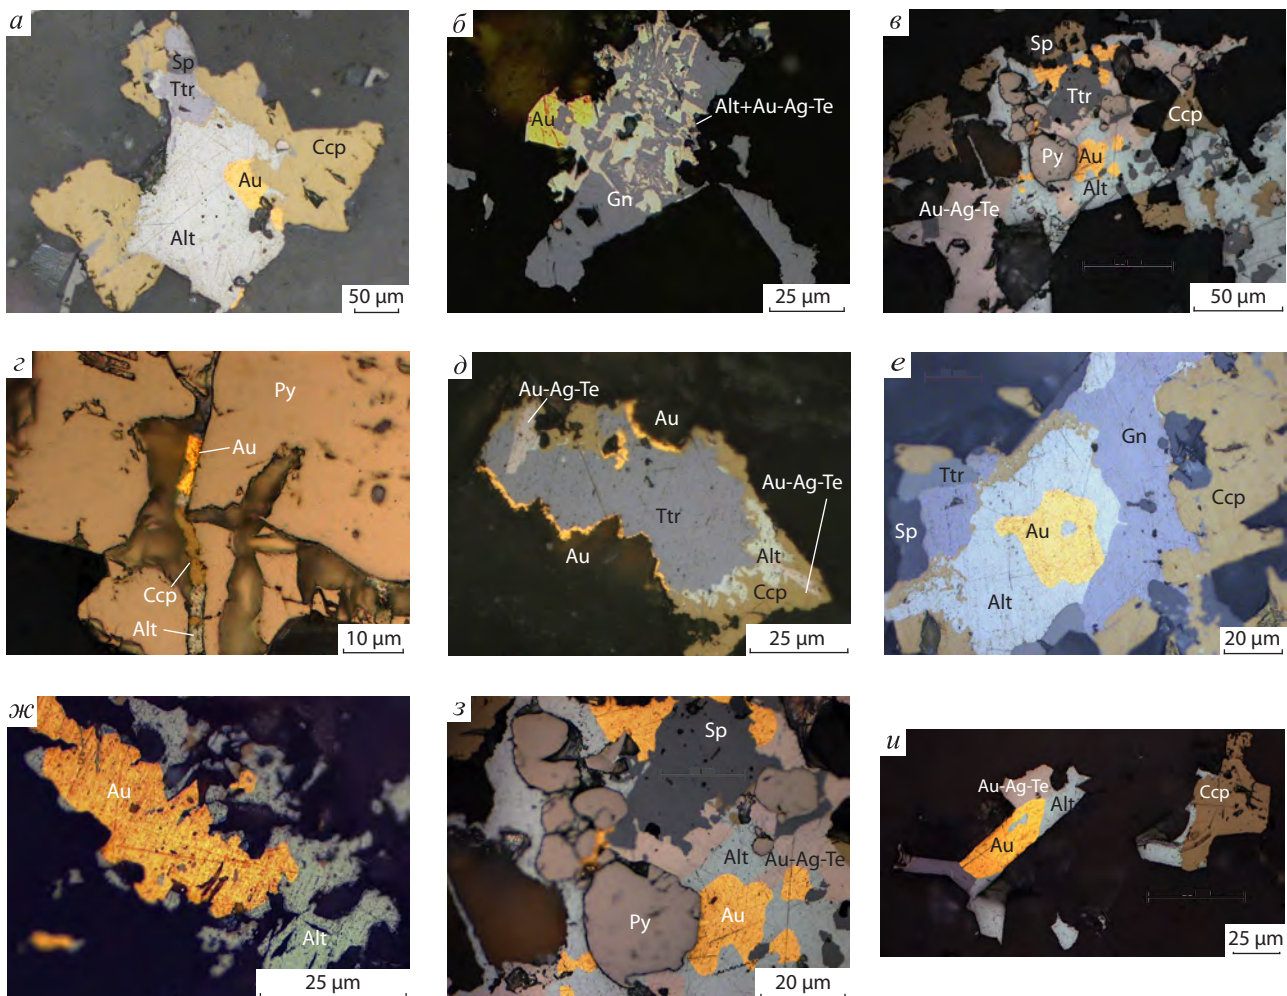 а
Sp
Ttr
Ccp
Au
Alt
50 µm
б
Au
Alt+Au-Ag-Te
Gn
25 µm
в
Sp
Ttr
Ccp
Py
Au
Alt
Au-Ag-Te
50 µm
г
Py
Au
Ccp
Alt
10 µm
д
Au-Ag-Te
Au
Au-Ag-Te
Ttr
Au
Alt
Ccp
25 µm
е
Gn
Ttr
Ccp
Sp
Au
Alt
20 µm
ж
Au
Alt
25 µm
з
Sp
Alt
Au-Ag-Te
Py
Au
20 µm
и
Au-Ag-Te
Alt
Ccp
Au
25 µm